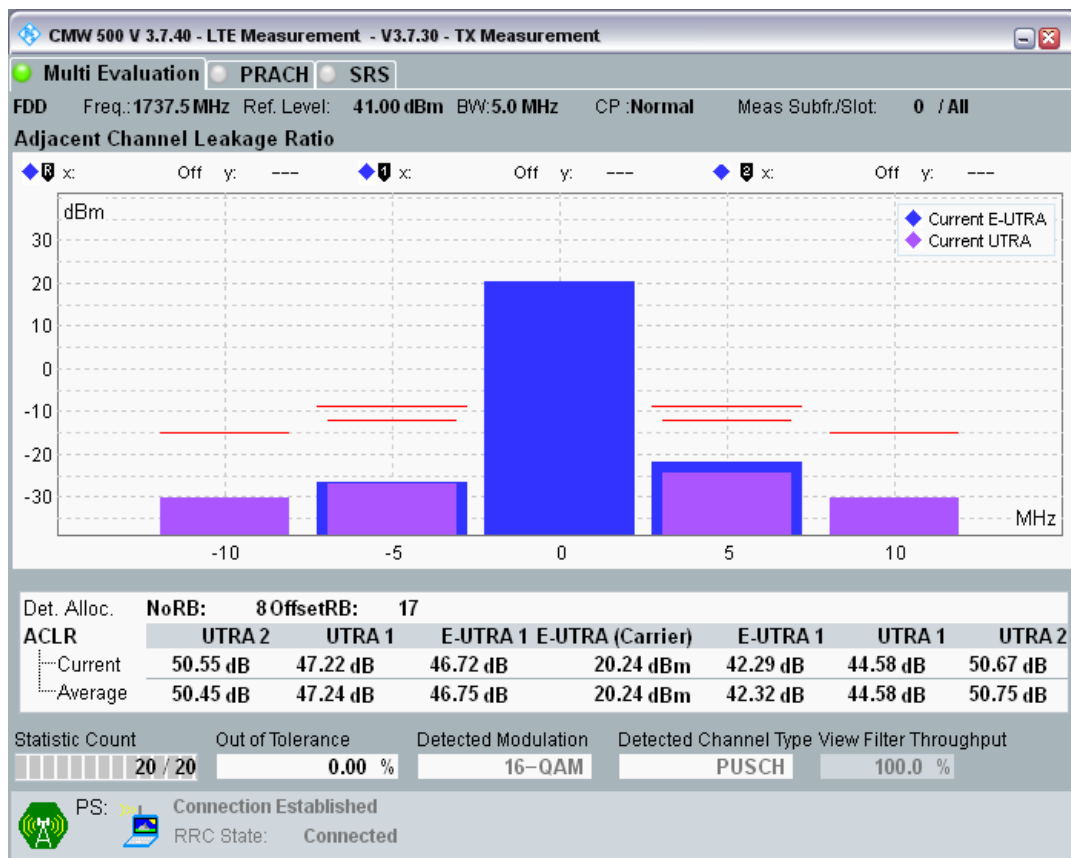 CMW 500 V 3.7.40 - LTE Measurement - V3.7.30 - TX Measurement
Multi Evaluation PRACH SRS
FDD Freq.:1737.5 MHz Ref. Level: 41.00 dBm BW:5.0 MHz CP :Normal Meas Subfr./Slot: 0 / All
Adjacent Channel Leakage Ratio
R x: Off y: --- 1 x: Off y: --- 2 x: Off y: ---
dBm
Current E-UTRA
Current UTRA
30
20
10
0
-10
-20
-30
MHz
-10 -5 0 5 10
Det. Alloc. NoRB: 8 OffsetRB: 17
ACLR UTRA 2 UTRA 1 E-UTRA 1 E-UTRA (Carrier) E-UTRA 1 UTRA 1 UTRA 2
Current 50.55 dB 47.22 dB 46.72 dB 20.24 dBm 42.29 dB 44.58 dB 50.67 dB
Average 50.45 dB 47.24 dB 46.75 dB 20.24 dBm 42.32 dB 44.58 dB 50.75 dB
Statistic Count Out of Tolerance Detected Modulation Detected Channel Type View Filter Throughput
20 / 20 0.00 % 16-QAM PUSCH 100.0 %
PS: Connection Established
RRC State: Connected